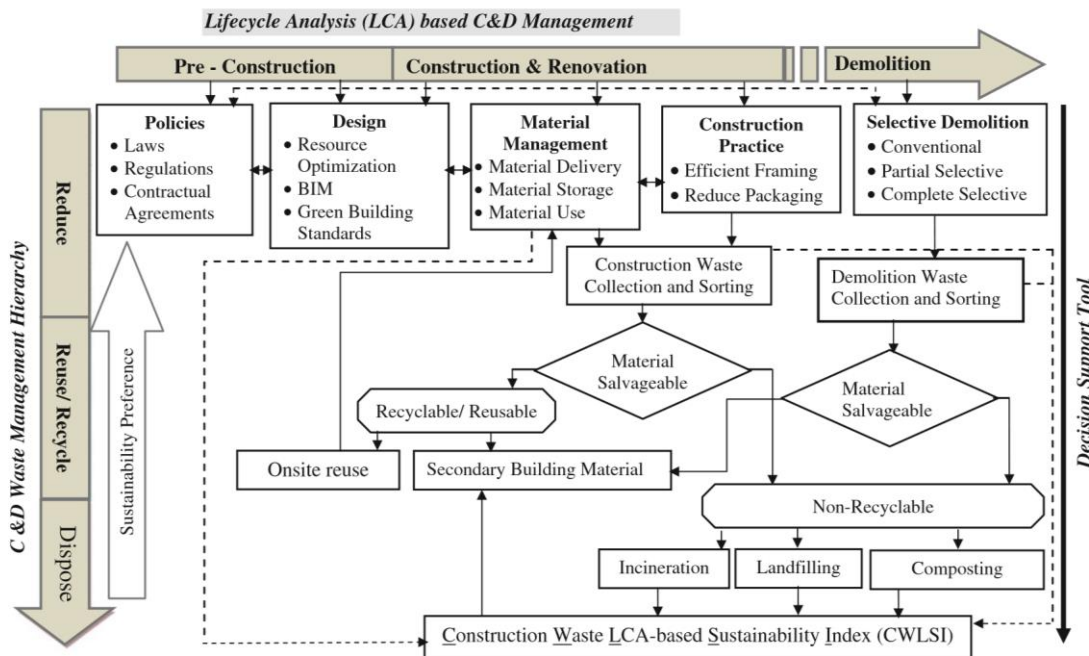 Lifecycle Analysis (LCA) based C&D Management
Pre - Construction
Construction & Renovation
Demolition
Policies
• Laws
• Regulations
• Contractual
Agreements
Design
• Resource
Optimization
• BIM
• Green Building
Standards
Material
Management
• Material Delivery
• Material Storage
• Material Use
Construction
Practice
• Efficient Framing
• Reduce Packaging
Selective Demolition
• Conventional
• Partial Selective
• Complete Selective
C &D Waste Management Hierarchy
Reduce
Reuse/ Recycle
Dispose
Sustainability Preference
Decision Support Tool
Construction Waste
Collection and Sorting
Demolition Waste
Collection and Sorting
Material
Salvageable
Material
Salvageable
Recyclable/ Reusable
Onsite reuse
Secondary Building Material
Non-Recyclable
Incineration
Landfilling
Composting
Construction Waste LCA-based Sustainability Index (CWLSI)